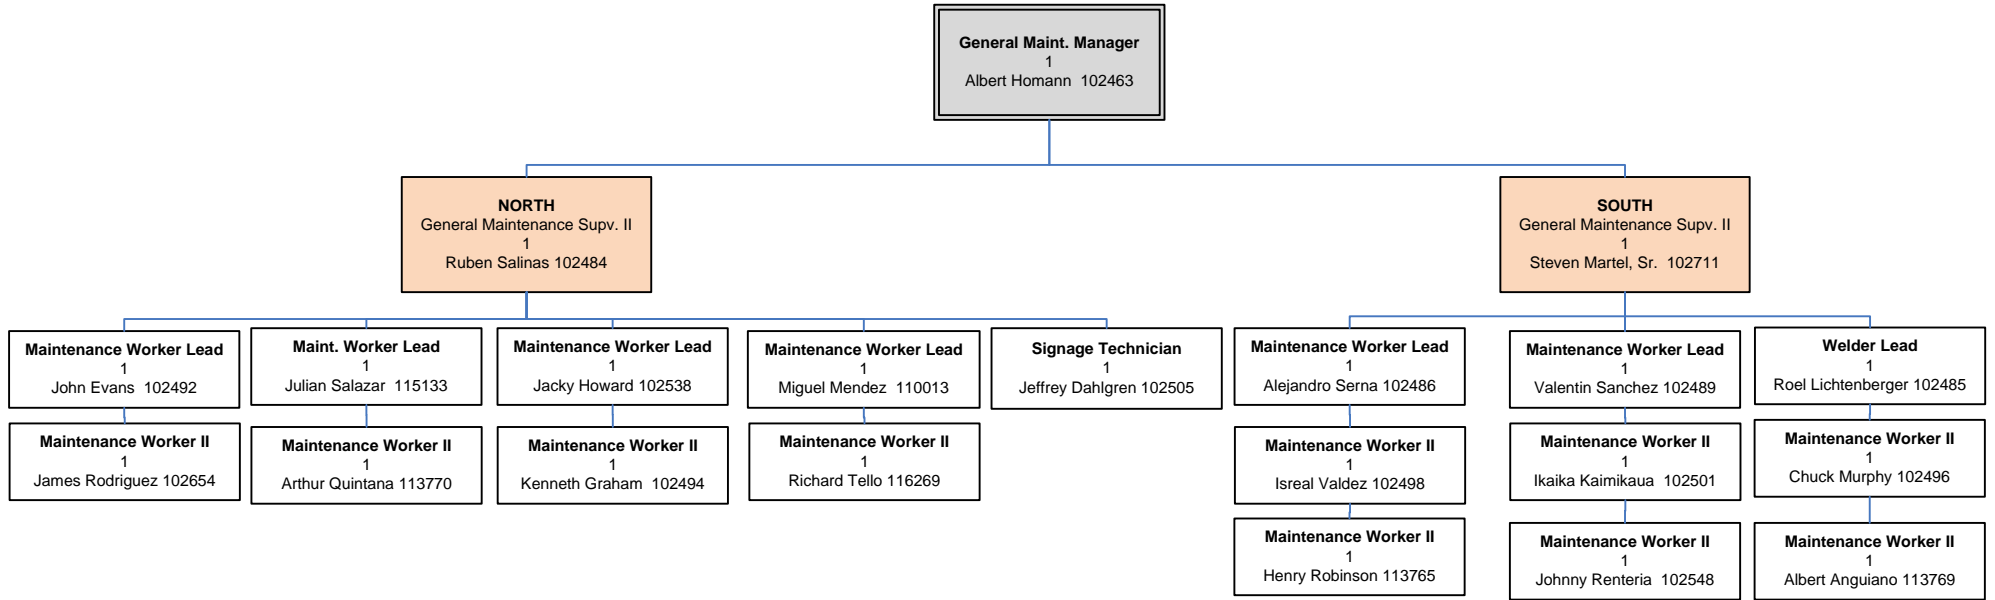 General Maint. Manager
1
Albert Homann 102463
NORTH
General Maintenance Supv. II
1
Ruben Salinas 102484
SOUTH
General Maintenance Supv. II
1
Steven Martel, Sr. 102711
Maintenance Worker Lead
1
John Evans 102492
Maint. Worker Lead
1
Julian Salazar 115133
Maintenance Worker Lead
1
Jacky Howard 102538
Maintenance Worker Lead
1
Miguel Mendez 110013
Signage Technician
1
Jeffrey Dahlgren 102505
Maintenance Worker Lead
1
Alejandro Serna 102486
Maintenance Worker Lead
1
Valentin Sanchez 102489
Welder Lead
1
Roel Lichtenberger 102485
Maintenance Worker II
1
James Rodriguez 102654
Maintenance Worker II
1
Arthur Quintana 113770
Maintenance Worker II
1
Kenneth Graham 102494
Maintenance Worker II
1
Richard Tello 116269
Maintenance Worker II
1
Isreal Valdez 102498
Maintenance Worker II
1
Ikaika Kaimikaua 102501
Maintenance Worker II
1
Chuck Murphy 102496
Maintenance Worker II
1
Henry Robinson 113765
Maintenance Worker II
1
Johnny Renteria 102548
Maintenance Worker II
1
Albert Anguiano 113769